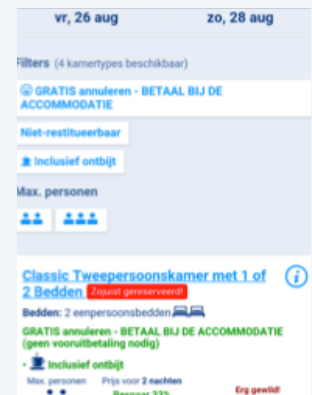 vr, 26 aug zo, 28 aug
Filters (4 kamertypes beschikbaar)
GRATIS annuleren - BETAAL BIJ DE
ACCOMMODATIE
Niet-restitueerbaar
Inclusief ontbijt
Max. personen
Classic Tweepersoonskamer met 1 of
2 Bedden Zojuist gereserveerd!
Bedden: 2 eenpersoonsbedden
GRATIS annuleren - BETAAL BIJ DE ACCOMMODATIE
(geen vooruitbetaling nodig)
• Inclusief ontbijt
Max. personen Prijs voor 2 nachten
Bespaar 33% Erg gewild!